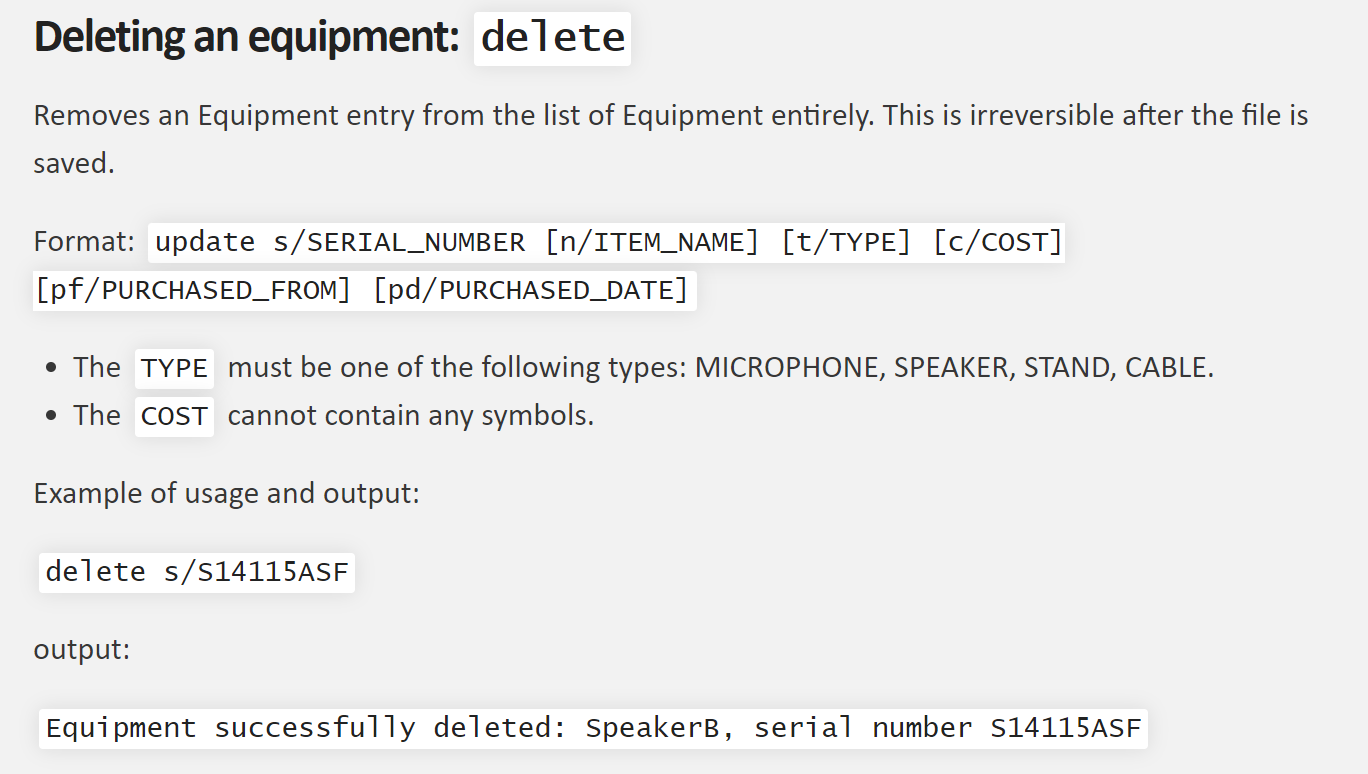 Deleting an equipment: delete
Removes an Equipment entry from the list of Equipment entirely. This is irreversible after the file is
saved.
Format: update s/SERIAL_NUMBER [n/ITEM_NAME] [t/TYPE] [c/COST]
[pf/PURCHASED_FROM] [pd/PURCHASED_DATE]
• The TYPE must be one of the following types: MICROPHONE, SPEAKER, STAND, CABLE.
• The COST cannot contain any symbols.
Example of usage and output:
delete s/S14115ASF
output:
Equipment successfully deleted: SpeakerB, serial number S14115ASF